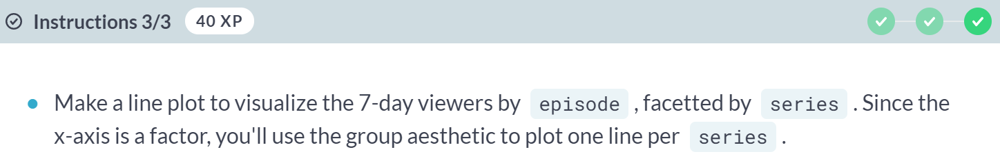 Instructions 3/3 40 XP
Make a line plot to visualize the 7-day viewers by episode , facetted by series . Since the
x-axis is a factor, you'll use the group aesthetic to plot one line per series .